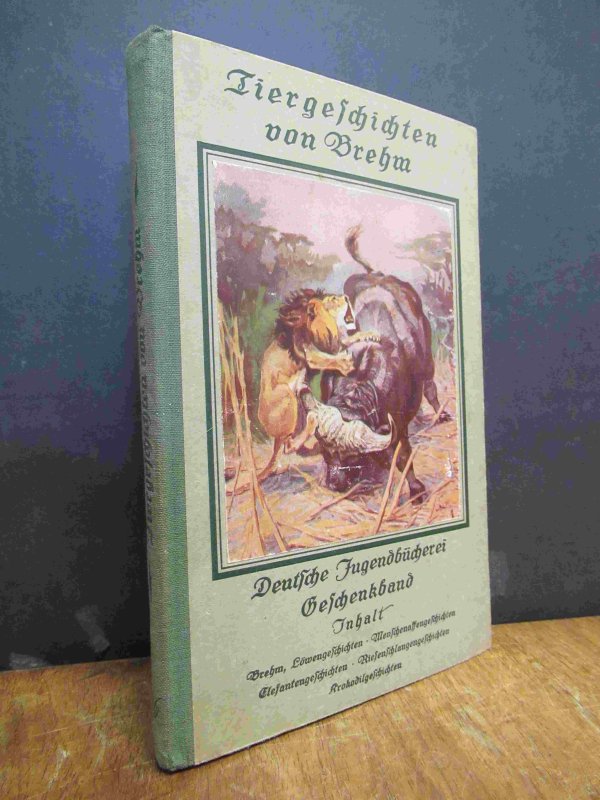 Tiergeschichten
von Brehm
Deutsche Jugendbücherei
Geschenkband
Inhalt
Brehm, Löwengeschichten · Menschenaffengeschichten
Elefantengeschichten · Riesenschlangengeschichten
Krokodilgeschichten